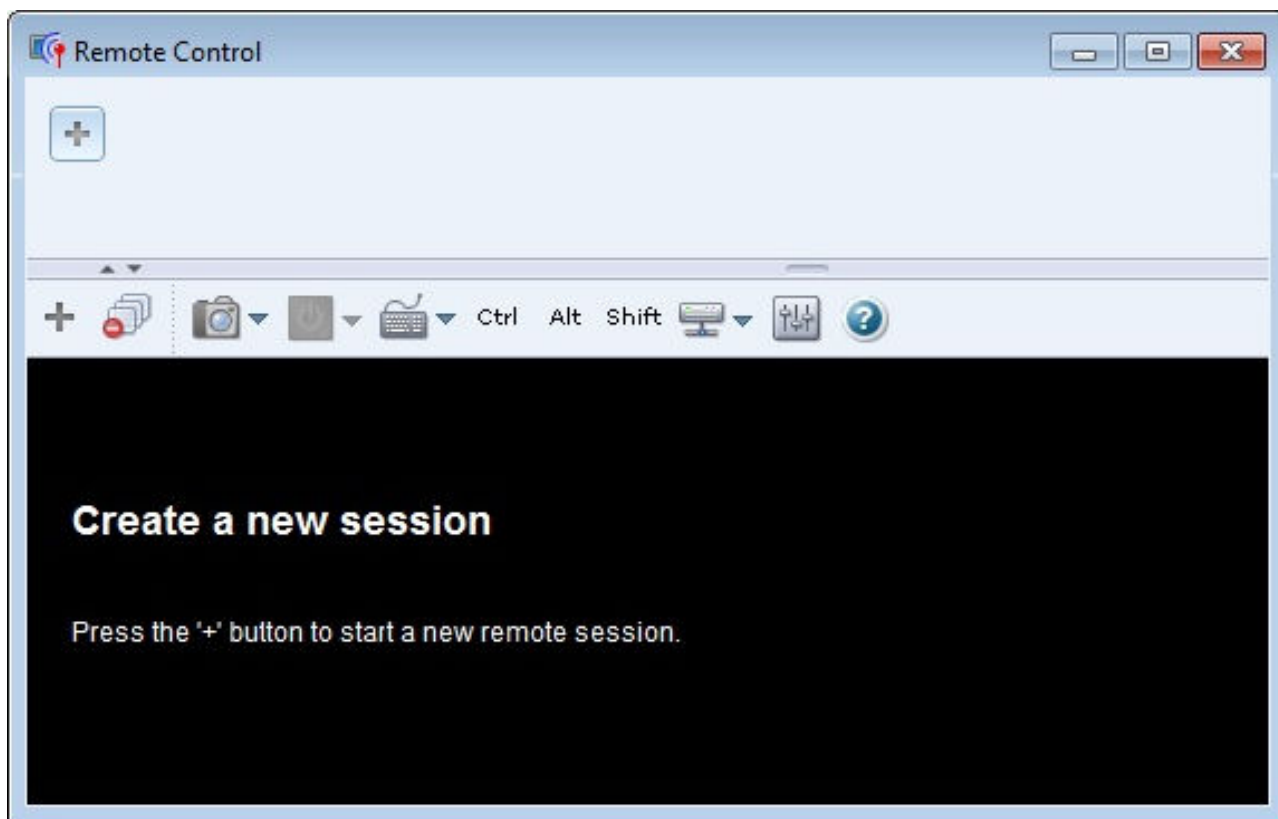 Remote Control
Ctrl Alt Shift
Create a new session
Press the '+' button to start a new remote session.